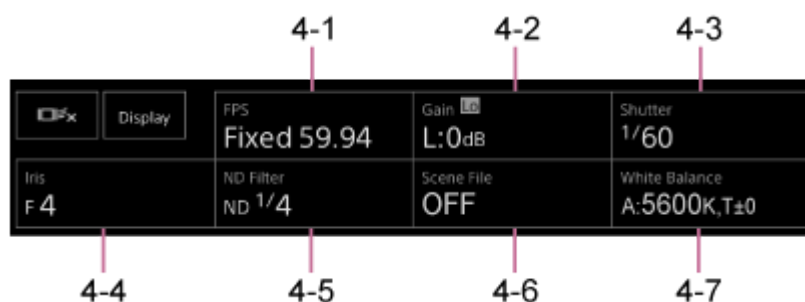 4-1 4-2 4-3
Display
FPS
Fixed 59.94
Gain Lo
L:0dB
Shutter
1/60
Iris
F 4
ND Filter
ND 1/4
Scene File
OFF
White Balance
A:5600K,T±0
4-4 4-5 4-6 4-7